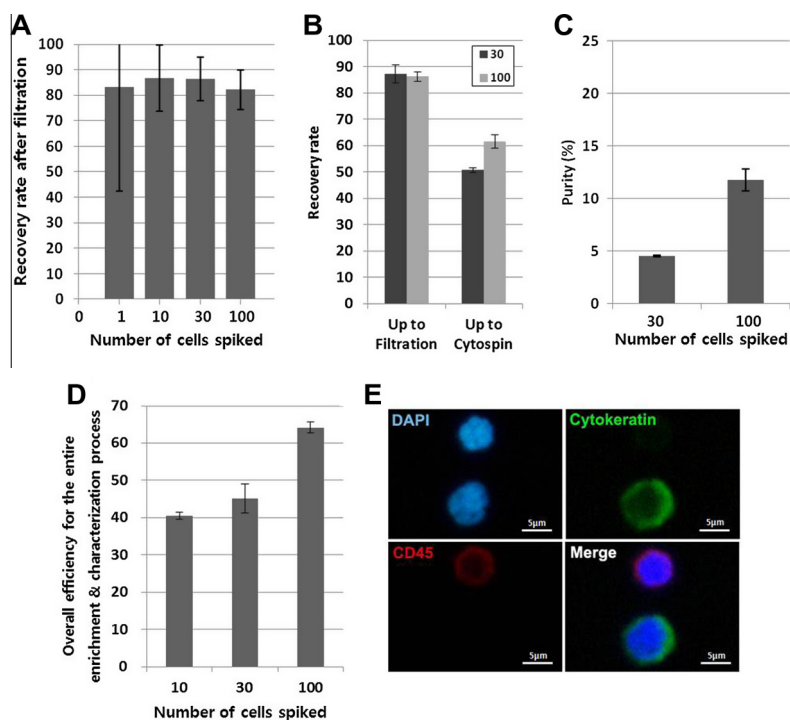 A
Recovery rate after filtration
100
90
80
70
60
50
40
30
20
10
0
0 1 10 30 100
Number of cells spiked
B
Recovery rate
100
90
80
70
60
50
40
30
20
10
0
30
100
Up to Filtration
Up to Cytospin
C
Purity (%)
25
20
15
10
5
0
30 100
Number of cells spiked
D
Overall efficiency for the entire
enrichment & characterization process
70
60
50
40
30
20
10
0
10 30 100
Number of cells spiked
E
DAPI
5μm
Cytokeratin
5μm
CD45
5μm
Merge
5μm